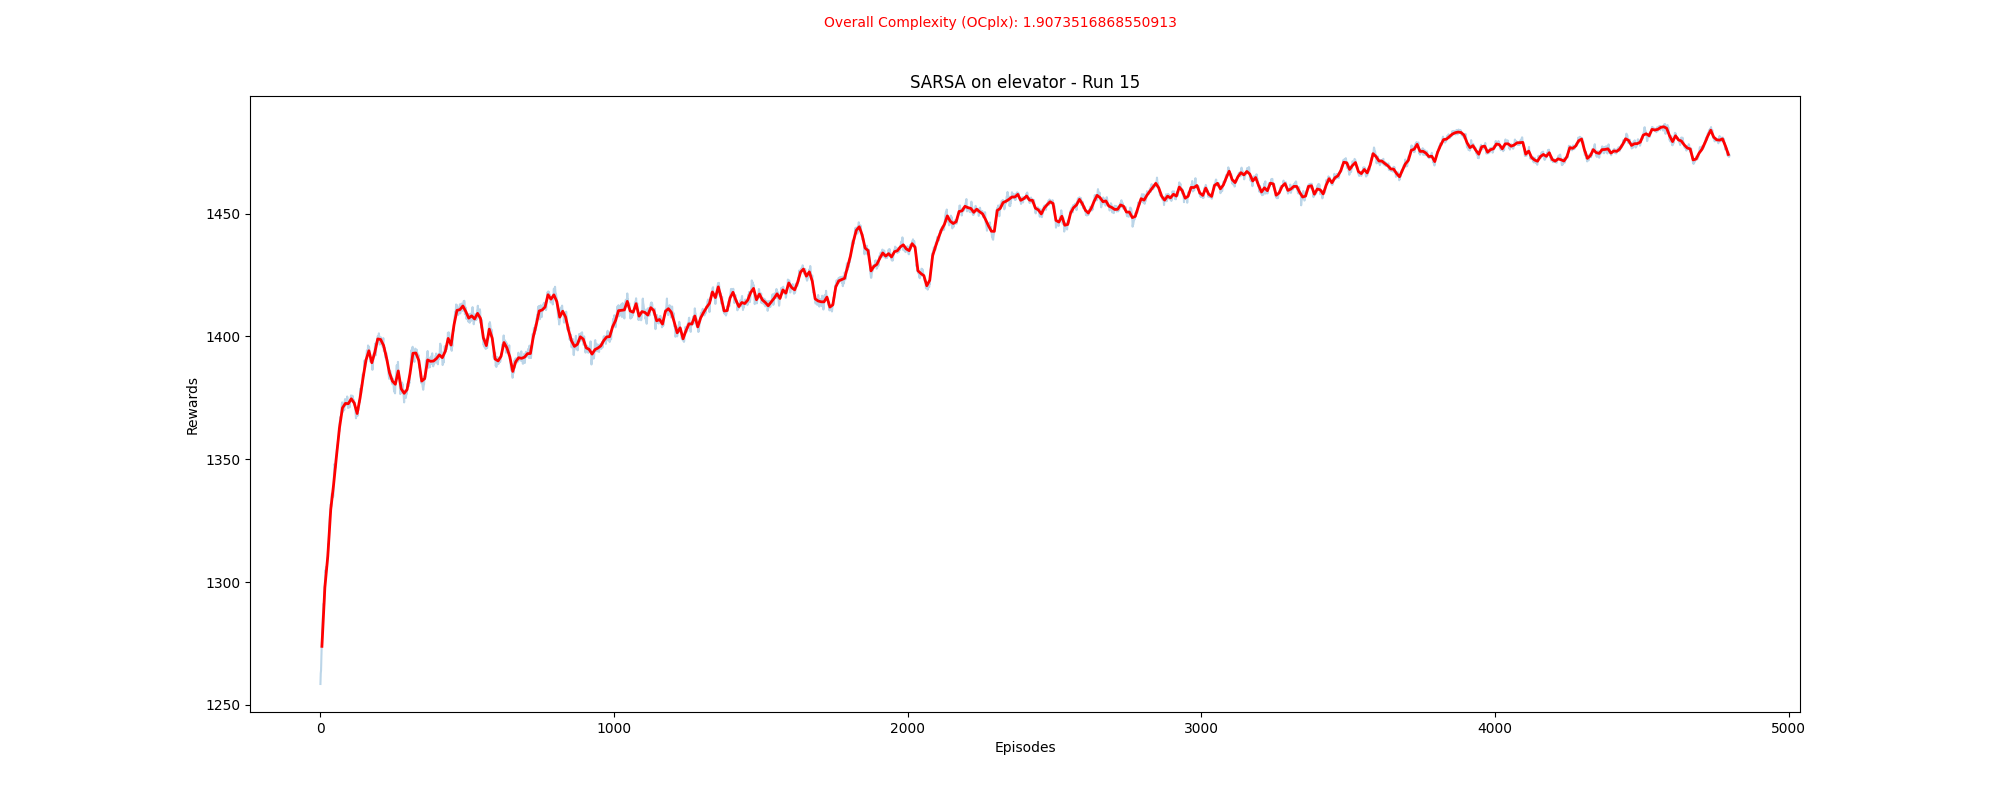 Overall Complexity (OCplx): 1.9073516868550913
SARSA on elevator - Run 15
Rewards
1450
1400
1350
1300
1250
0 1000 2000 3000 4000 5000
Episodes